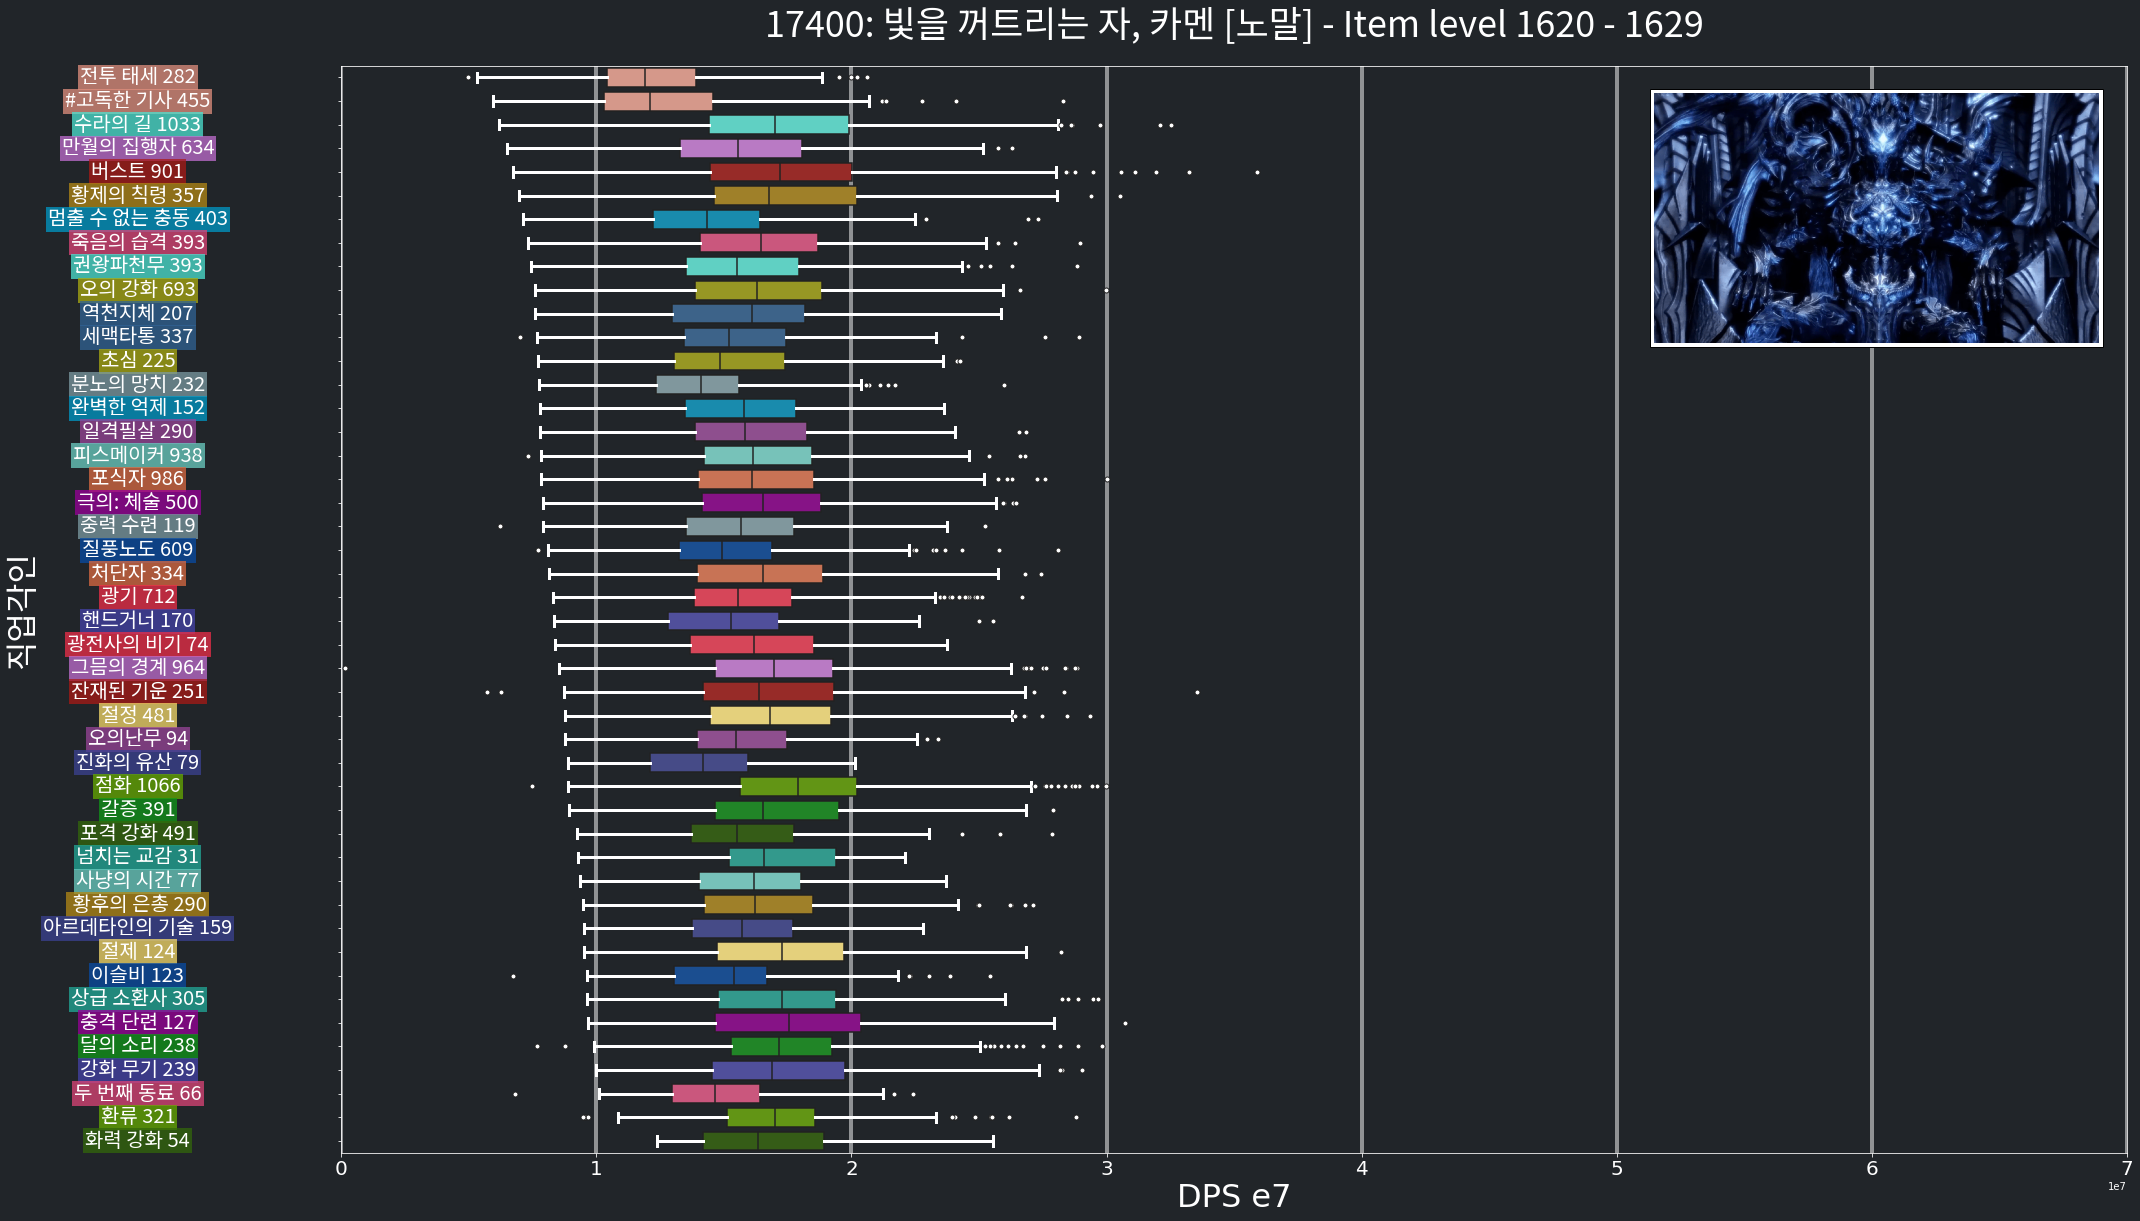 17400: 빛을 꺼트리는 자, 카멘 [노말] - Item level 1620 - 1629
직업각인
전투 태세 282
#고독한 기사 455
수라의 길 1033
만월의 집행자 634
버스트 901
황제의 칙령 357
멈출 수 없는 충동 403
죽음의 습격 393
권왕파천무 393
오의 강화 693
역천지체 207
세맥타통 337
초심 225
분노의 망치 232
완벽한 억제 152
일격필살 290
피스메이커 938
포식자 986
극의: 체술 500
중력 수련 119
질풍노도 609
처단자 334
광기 712
핸드거너 170
광전사의 비기 74
그믐의 경계 964
잔재된 기운 251
절정 481
오의난무 94
진화의 유산 79
점화 1066
갈증 391
포격 강화 491
넘치는 교감 31
사냥의 시간 77
황후의 은총 290
아르데타인의 기술 159
절제 124
이슬비 123
상급 소환사 305
충격 단련 127
달의 소리 238
강화 무기 239
두 번째 동료 66
환류 321
화력 강화 54
0 1 2 3 4 5 6 7
DPS e7
1e7